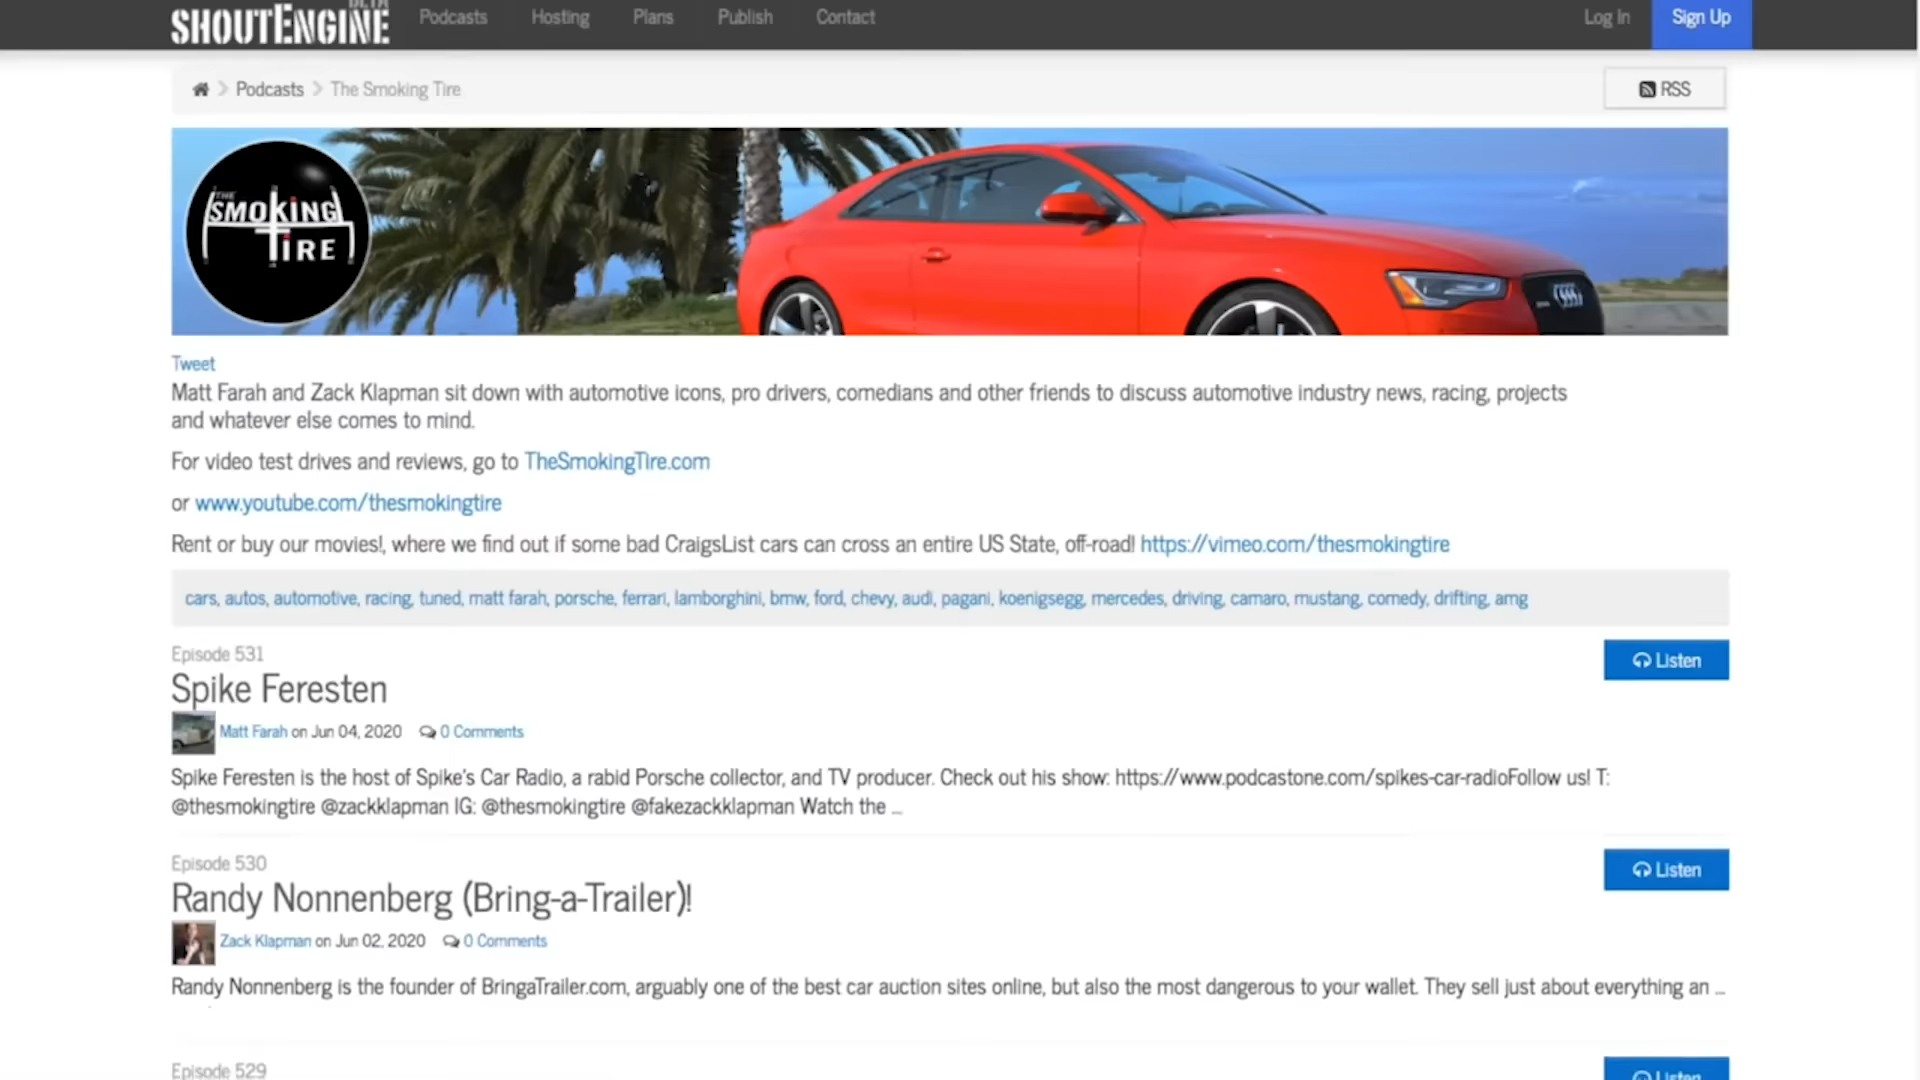 BETA
SHOUTENGINE Podcasts Hosting Plans Publish Contact Log In Sign Up
Podcasts The Smoking Tire RSS
THE
SMOKING
TIRE
Tweet
Matt Farah and Zack Klapman sit down with automotive icons, pro drivers, comedians and other friends to discuss automotive industry news, racing, projects
and whatever else comes to mind.
For video test drives and reviews, go to TheSmokingTIre.com
or www.youtube.com/thesmokingtire
Rent or buy our movies!, where we find out if some bad CraigsList cars can cross an entire US State, off-road! https://vimeo.com/thesmokingtire
cars, autos, automotive, racing, tuned, matt farah, porsche, ferrari, lamborghini, bmw, ford, chevy, audi, pagani, koenigsegg, mercedes, driving, camaro, mustang, comedy, drifting, amg
Episode 531
Listen
Spike Feresten
Matt Farah on Jun 04, 2020 0 Comments
Spike Feresten is the host of Spike's Car Radio, a rabid Porsche collector, and TV producer. Check out his show: https://www.podcastone.com/spikes-car-radioFollow us! T:
@thesmokingtire @zackklapman IG: @thesmokingtire @fakezackklapman Watch the ...
Episode 530
Listen
Randy Nonnenberg (Bring-a-Trailer)!
Zack Klapman on Jun 02, 2020 0 Comments
Randy Nonnenberg is the founder of BringaTrailer.com, arguably one of the best car auction sites online, but also the most dangerous to your wallet. They sell just about everything an ...
Episode 529
Listen